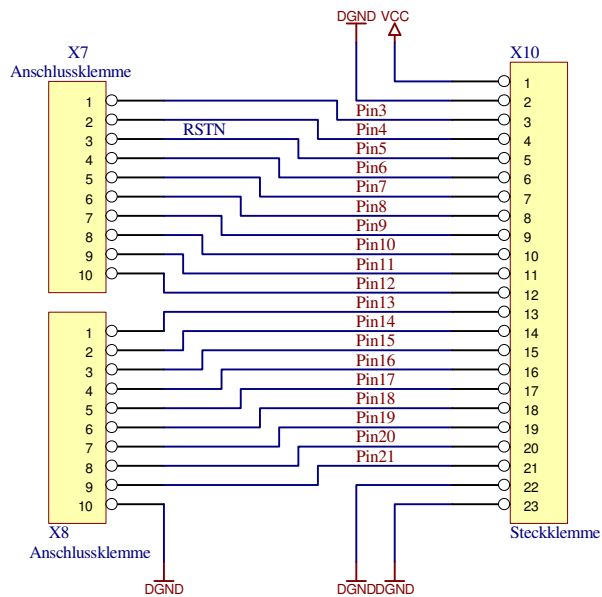 DGND VCC
X7
Anschlussklemme
X10
1
2
3
4
5
6
7
8
9
10
RSTN
Pin3
Pin4
Pin5
Pin6
Pin7
Pin8
Pin9
Pin10
Pin11
Pin12
Pin13
Pin14
Pin15
Pin16
Pin17
Pin18
Pin19
Pin20
Pin21
1
2
3
4
5
6
7
8
9
10
11
12
13
14
15
16
17
18
19
20
21
22
23
1
2
3
4
5
6
7
8
9
10
X8
Anschlussklemme
Steckklemme
DGND
DGND
DGND